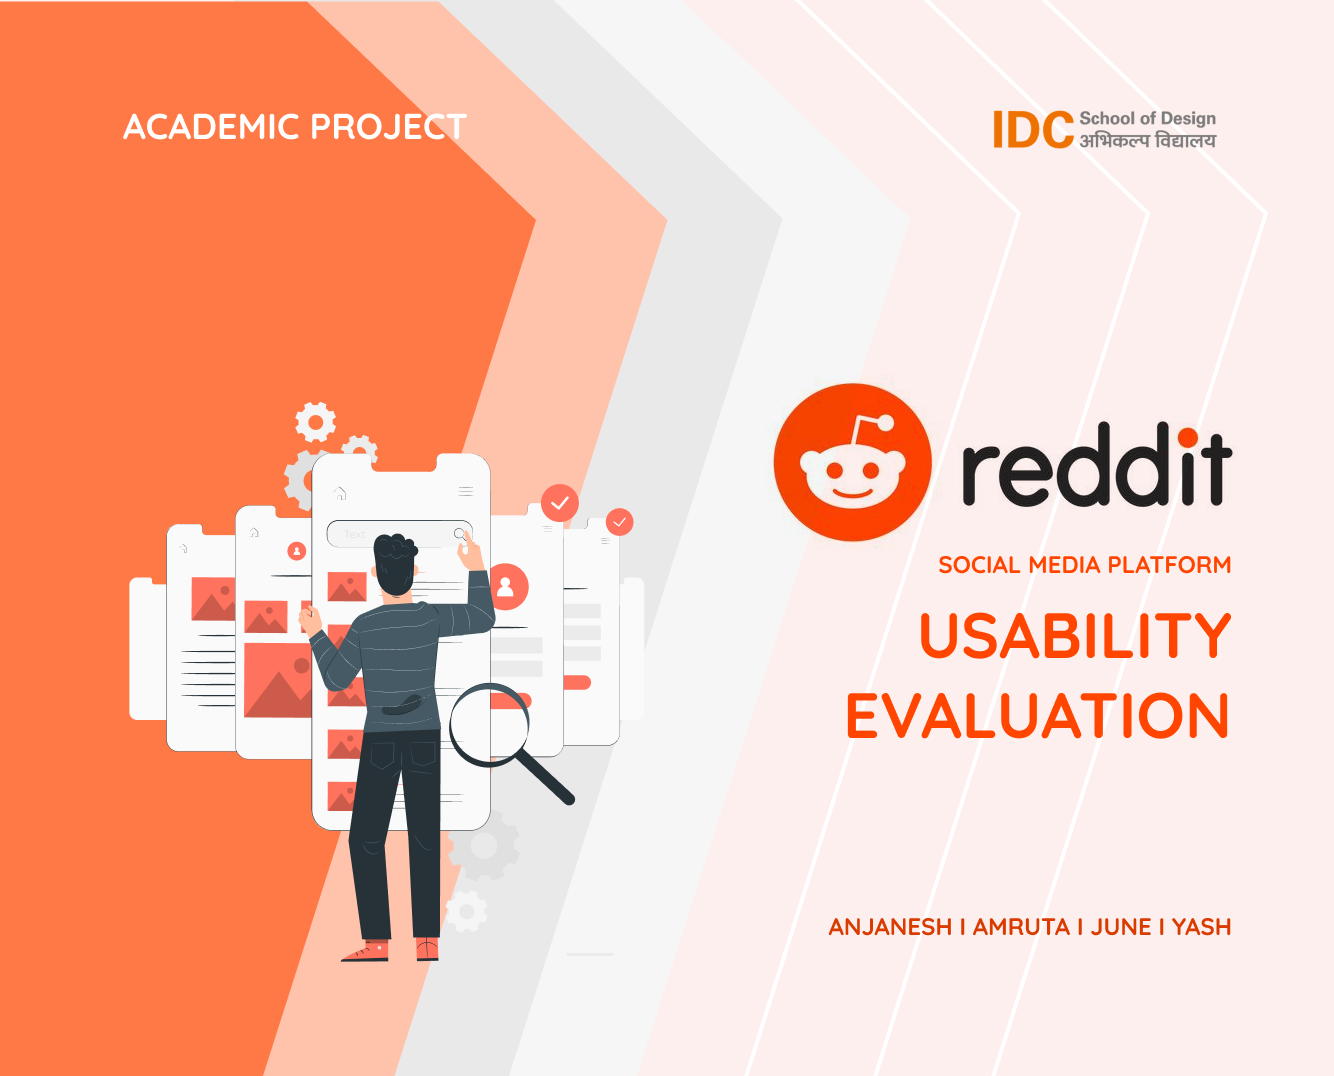 ACADEMIC PROJECT
IDC School of Design
अभिकल्प विद्यालय
Text
reddit
SOCIAL MEDIA PLATFORM
USABILITY
EVALUATION
ANJANESH I AMRUTA I JUNE I YASH